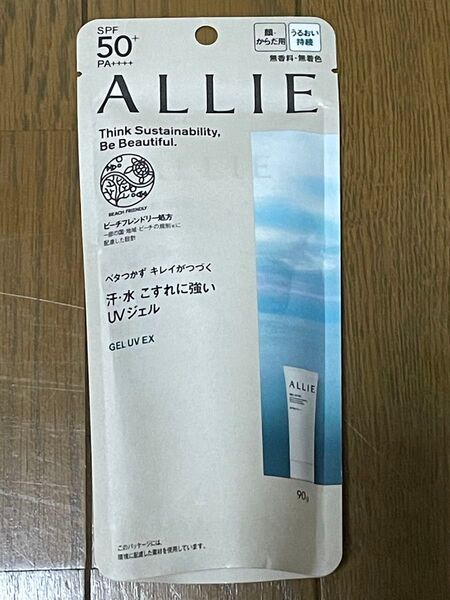 SPF
50+
PA++++
顔・
からだ用
うるおい
持続
無香料・無着色
ALLIE
Think Sustainability,
Be Beautiful.
BEACH FRIENDLY
ビーチフレンドリー処方
一部の国・地域・ビーチの規制※に
配慮した設計
ベタつかず キレイがつづく
汗・水 こすれに強い
UVジェル
GEL UV EX
ALLIE
90g
このパッケージには、
環境に配慮した素材を使用しています。